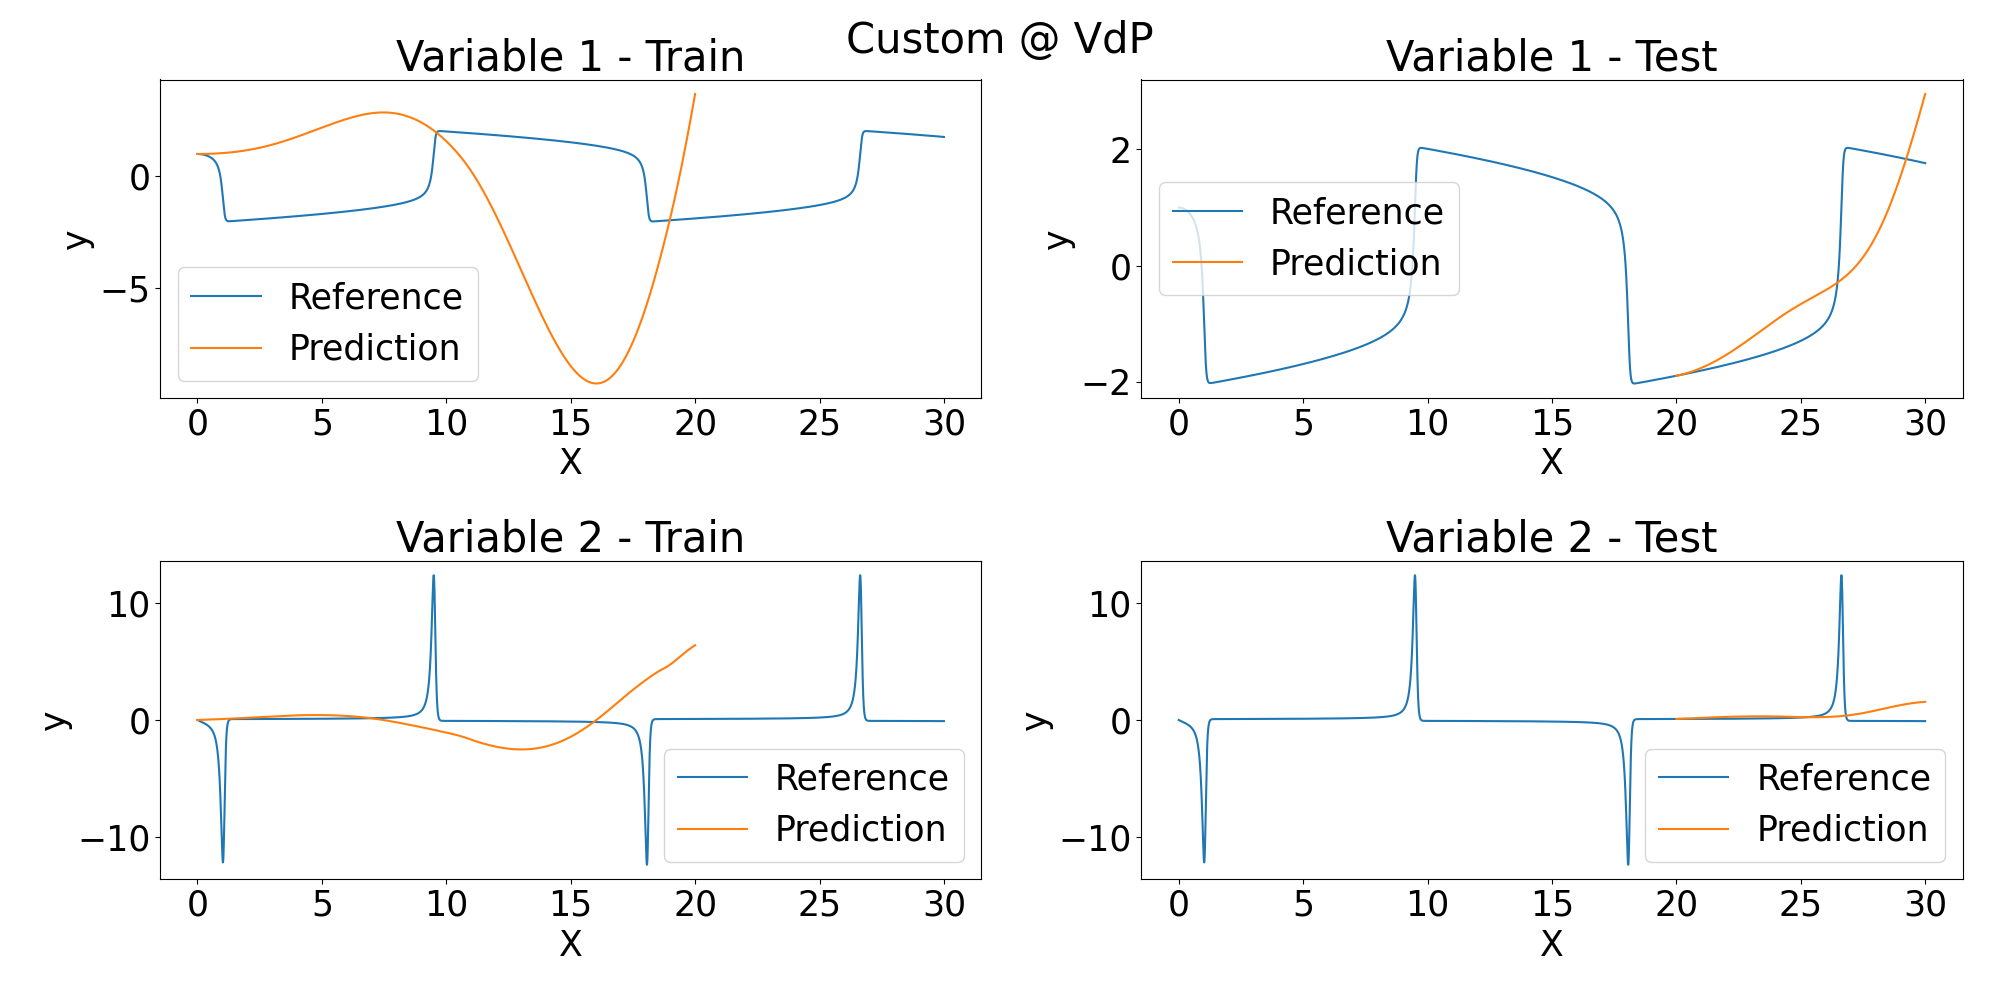 Custom @ VdP
Variable 1 - Train
Variable 1 - Test
y
0
−5
Reference
Prediction
0 5 10 15 20 25 30
X
y
2
0
−2
Reference
Prediction
0 5 10 15 20 25 30
X
Variable 2 - Train
Variable 2 - Test
y
10
0
−10
Reference
Prediction
0 5 10 15 20 25 30
X
y
10
0
−10
Reference
Prediction
0 5 10 15 20 25 30
X